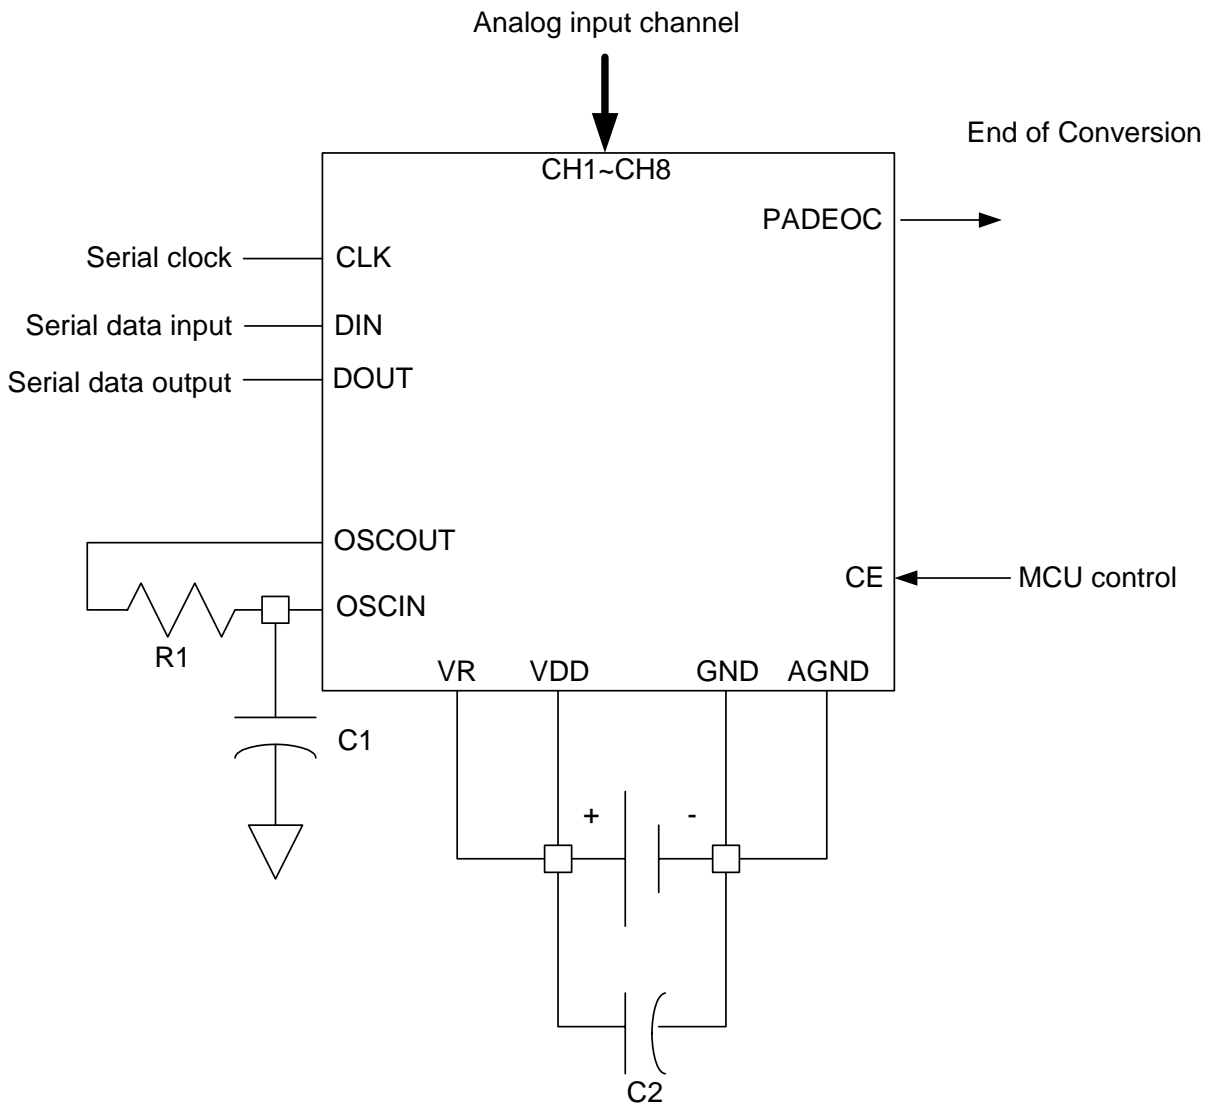 Analog input channel
End of Conversion
CH1~CH8
PADEOC
Serial clock
CLK
Serial data input
DIN
Serial data output
DOUT
OSCOUT
CE
MCU control
OSCIN
R1
VR
VDD
GND
AGND
C1
+
-
C2